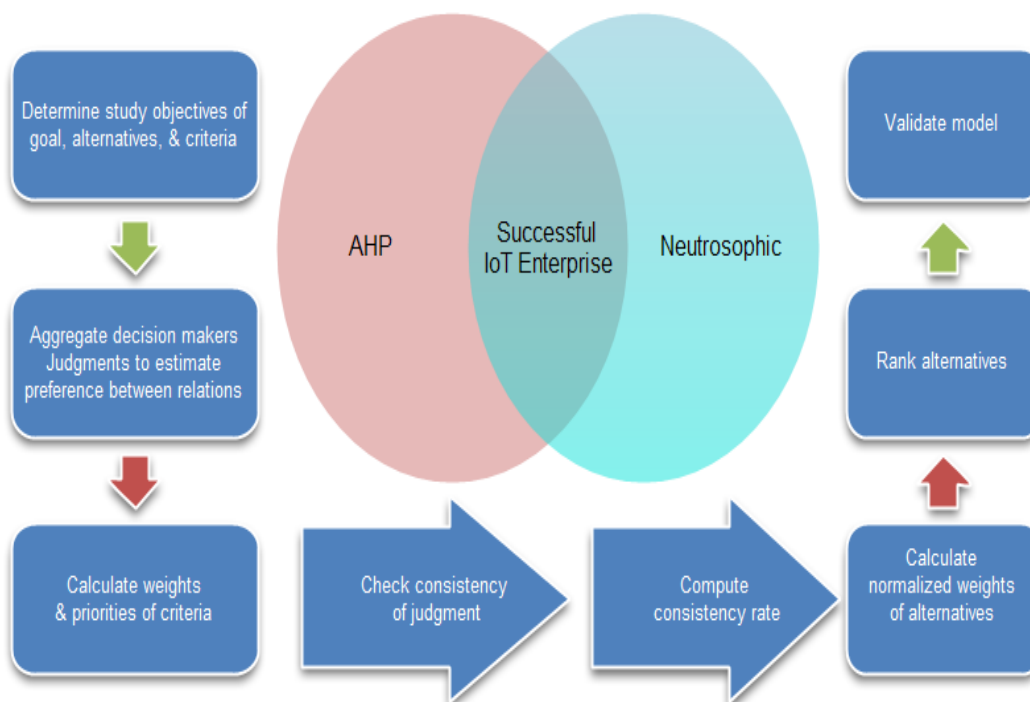 Determine study objectives of
goal, alternatives, & criteria
Aggregate decision makers
Judgments to estimate
preference between relations
Calculate weights
& priorities of criteria
AHP
Successful
IoT Enterprise
Neutrosophic
Check consistency
of judgment
Compute
consistency rate
Calculate
normalized weights
of alternatives
Rank alternatives
Validate model